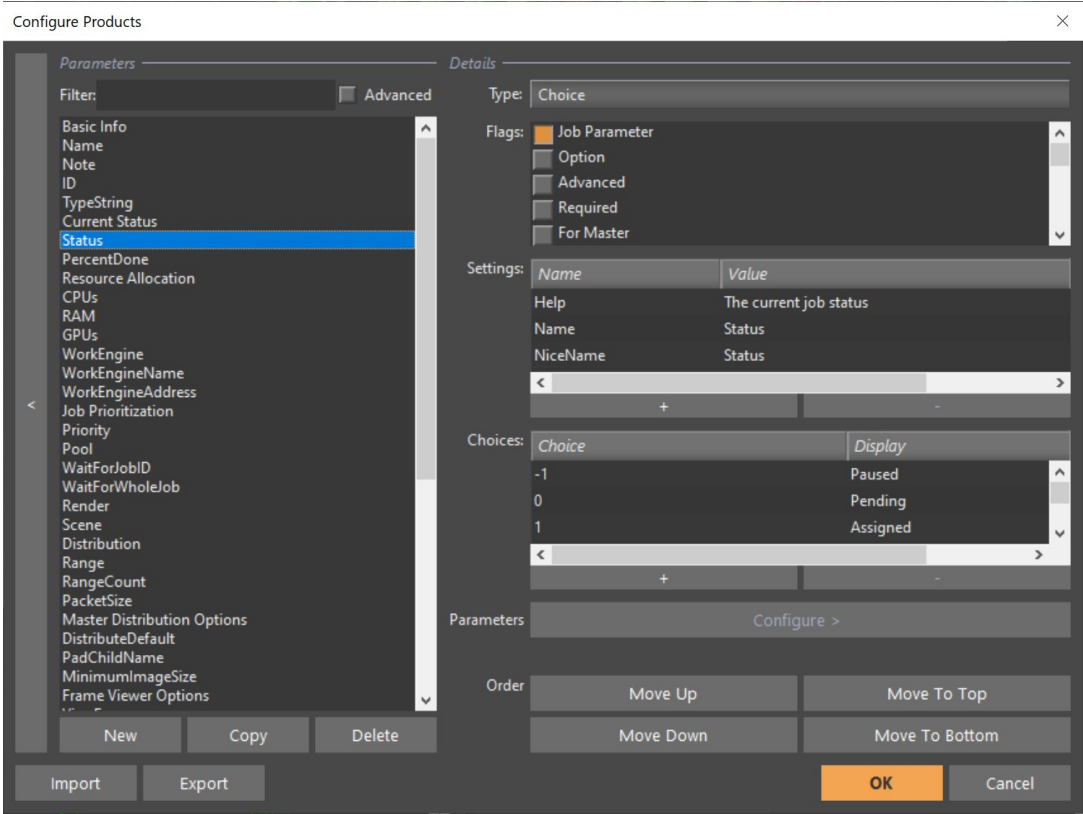 Configure Products
Parameters
Filter:
Advanced
Basic Info
Name
Note
ID
TypeString
Current Status
Status
PercentDone
Resource Allocation
CPUs
RAM
GPUs
WorkEngine
WorkEngineName
WorkEngineAddress
Job Prioritization
Priority
Pool
WaitForJobID
WaitForWholeJob
Render
Scene
Distribution
Range
RangeCount
PacketSize
Master Distribution Options
DistributeDefault
PadChildName
MinimumImageSize
Frame Viewer Options
New Copy Delete
<
Details
Type: Choice
Flags: Job Parameter
Option
Advanced
Required
For Master
Settings: Name Value
Help The current job status
Name Status
NiceName Status
+ -
Choices: Choice Display
-1 Paused
0 Pending
1 Assigned
+ -
Parameters Configure >
Order Move Up Move To Top
Move Down Move To Bottom
Import Export OK Cancel